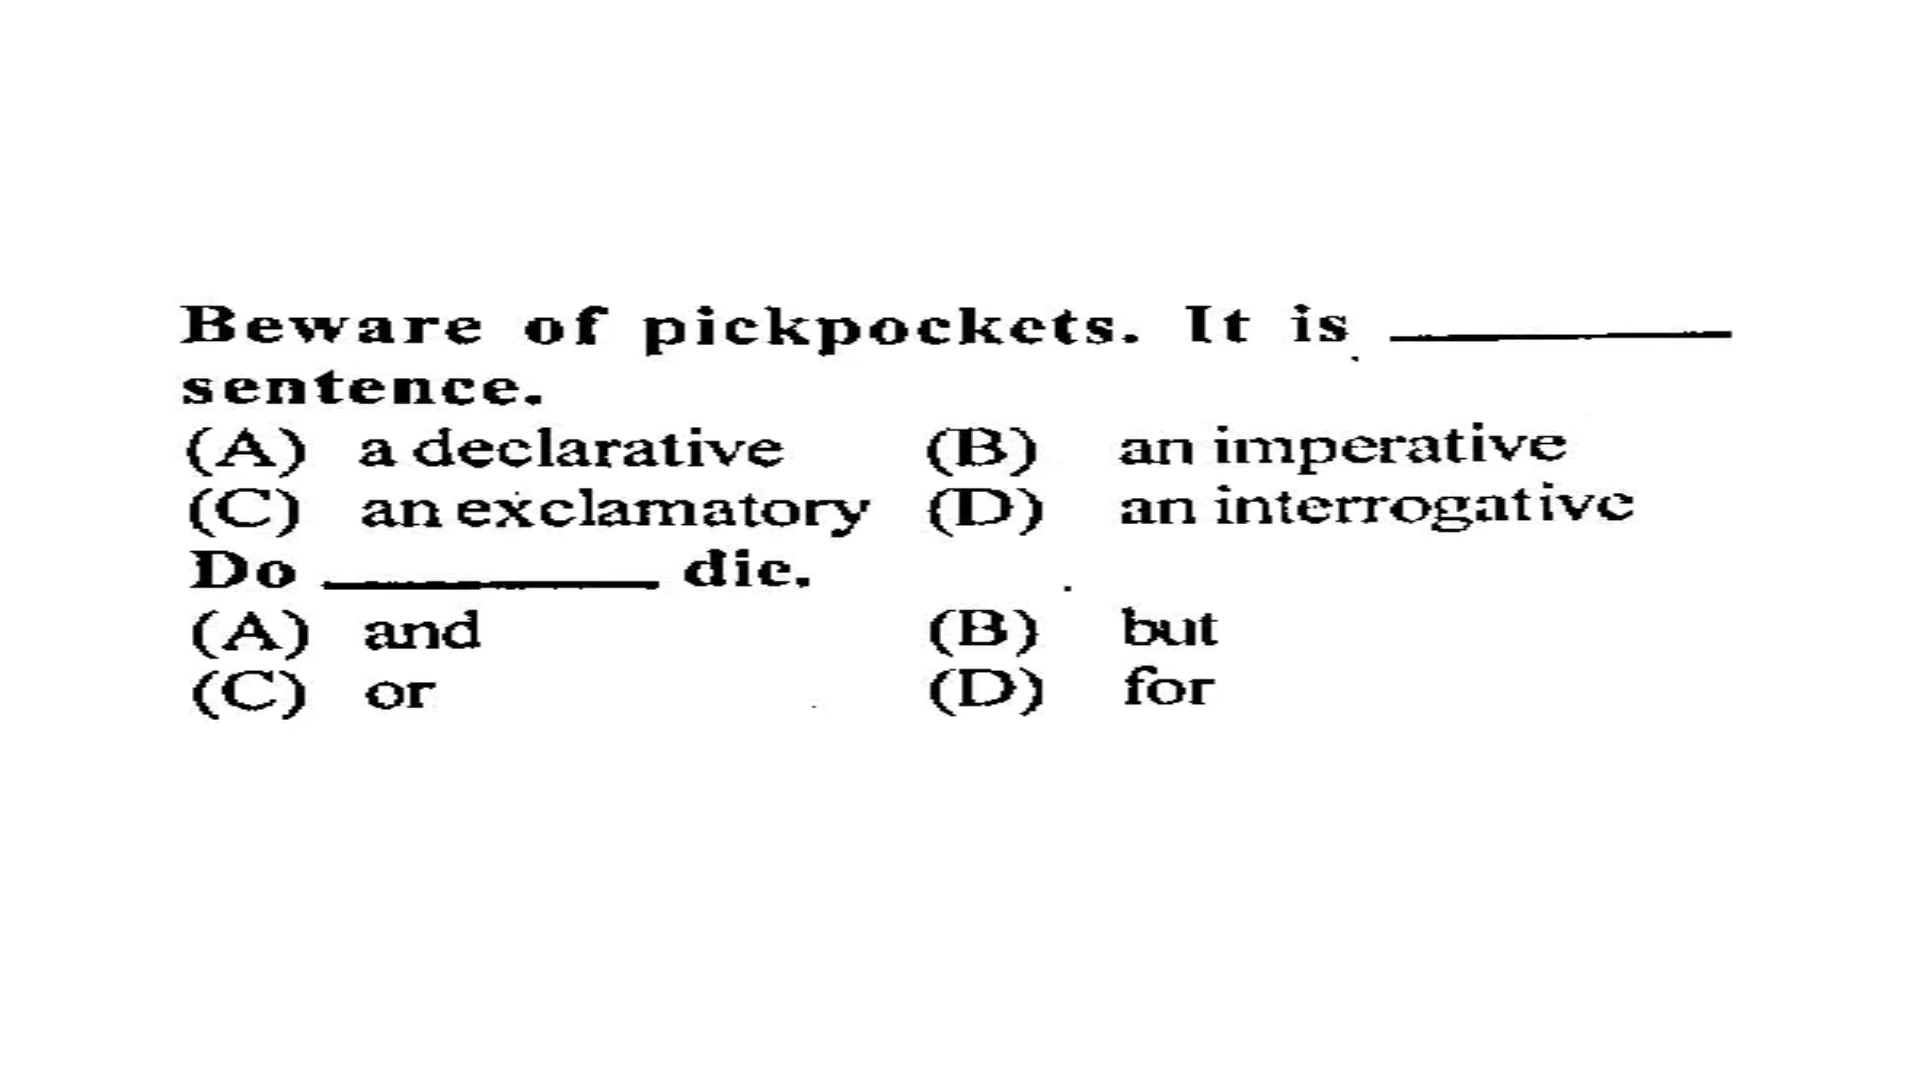 Beware of pickpockets. It is ________
sentence.
(A) a declarative (B) an imperative
(C) an exclamatory (D) an interrogative
Do ________ die.
(A) and (B) but
(C) or (D) for